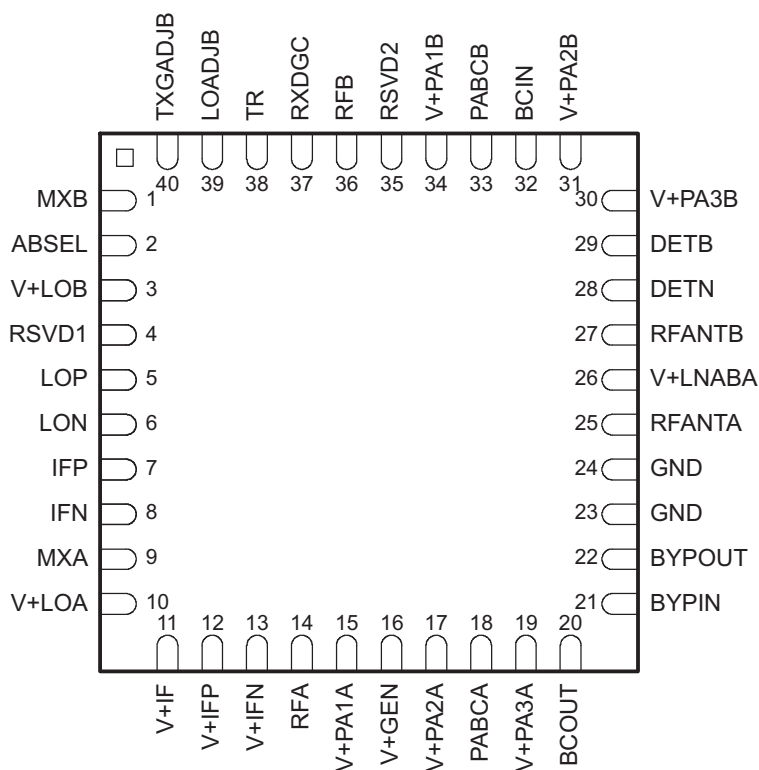 TXGADJB
LOADJB
TR
RXDGC
RFB
RSVD2
V+PA1B
PABCB
BCIN
V+PA2B
40
39
38
37
36
35
34
33
32
31
MXB 1
ABSEL 2
V+LOB 3
RSVD1 4
LOP 5
LON 6
IFP 7
IFN 8
MXA 9
V+LOA 10
30 V+PA3B
29 DETB
28 DETN
27 RFANTB
26 V+LNABA
25 RFANTA
24 GND
23 GND
22 BYPOUT
21 BYPIN
11
12
13
14
15
16
17
18
19
20
V+IF
V+IFP
V+IFN
RFA
V+PA1A
V+GEN
V+PA2A
PABCA
V+PA3A
BCOUT